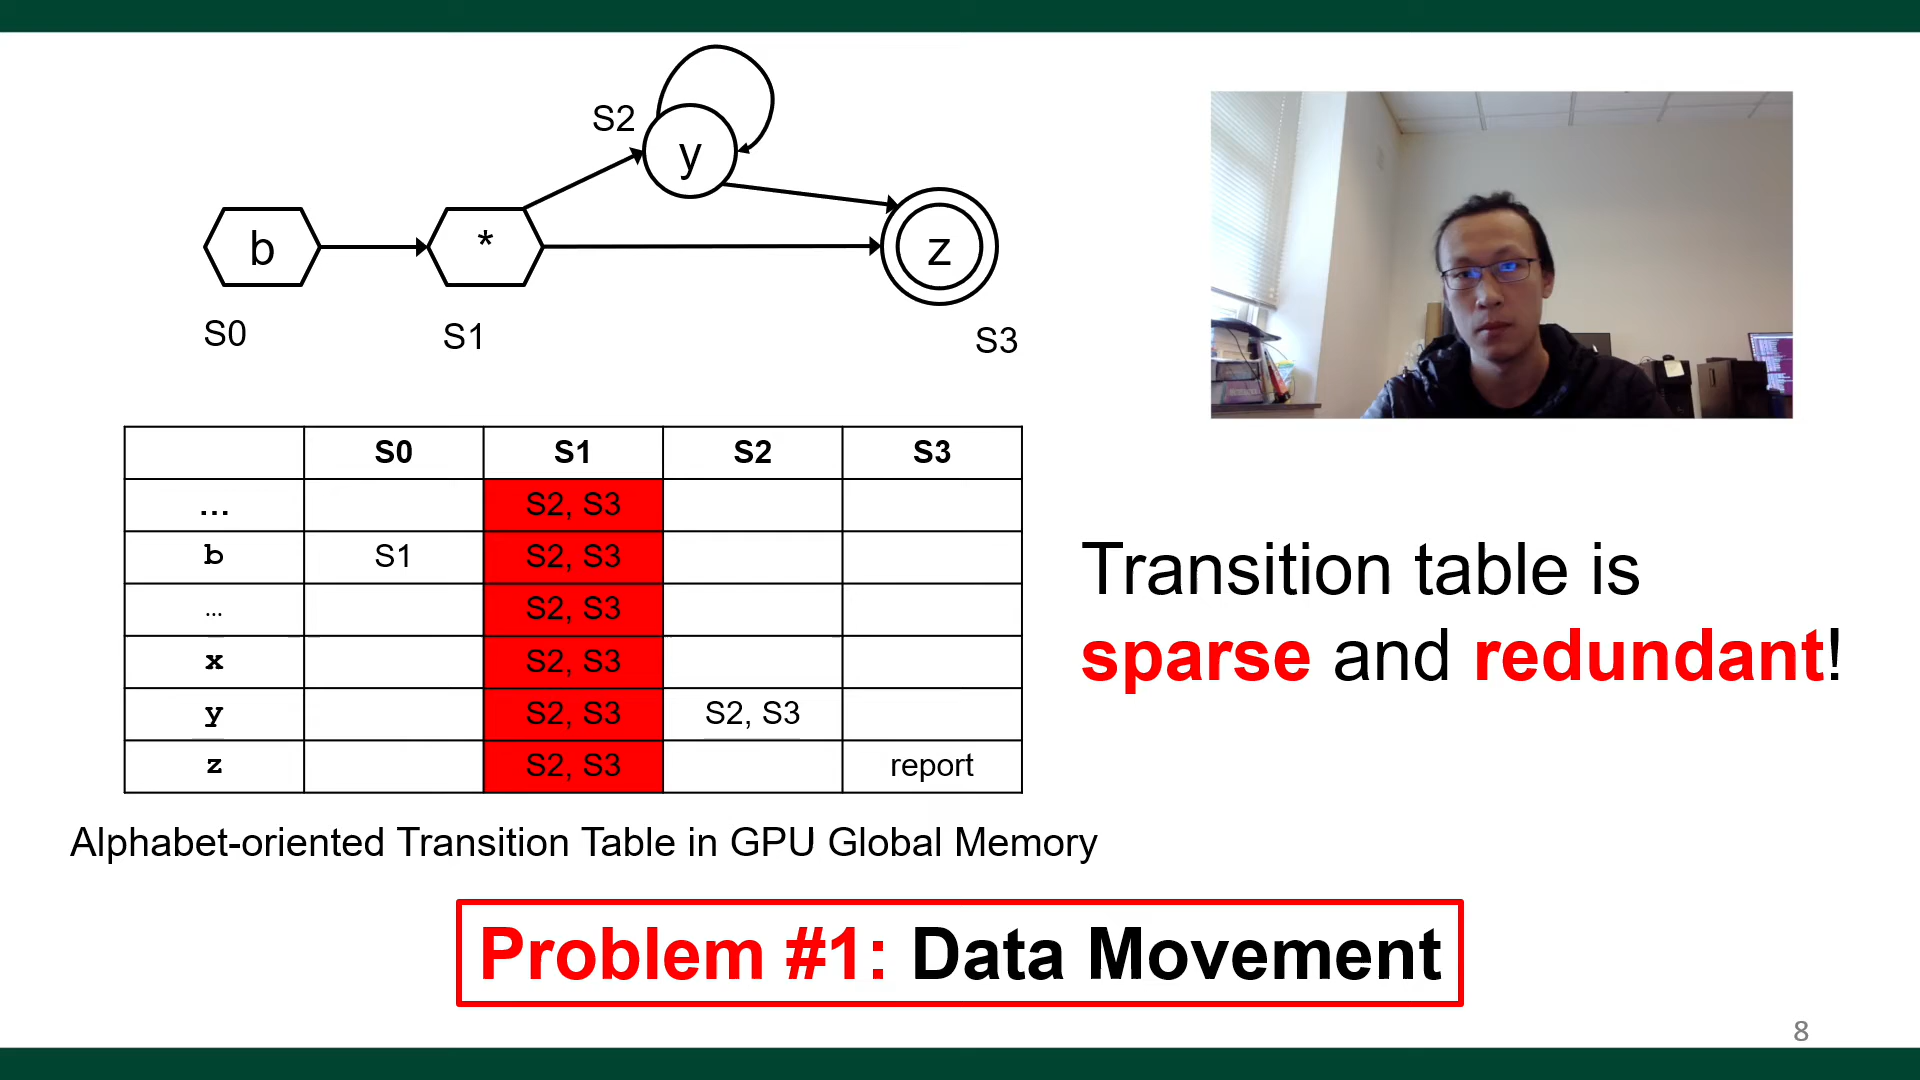 S2
y
b
*
z
S0
S1
S3
S0 S1 S2 S3
... S2, S3
b S1 S2, S3
... S2, S3
x S2, S3
y S2, S3 S2, S3
z S2, S3 report
Transition table is
sparse and redundant!
Alphabet-oriented Transition Table in GPU Global Memory
Problem #1: Data Movement
8